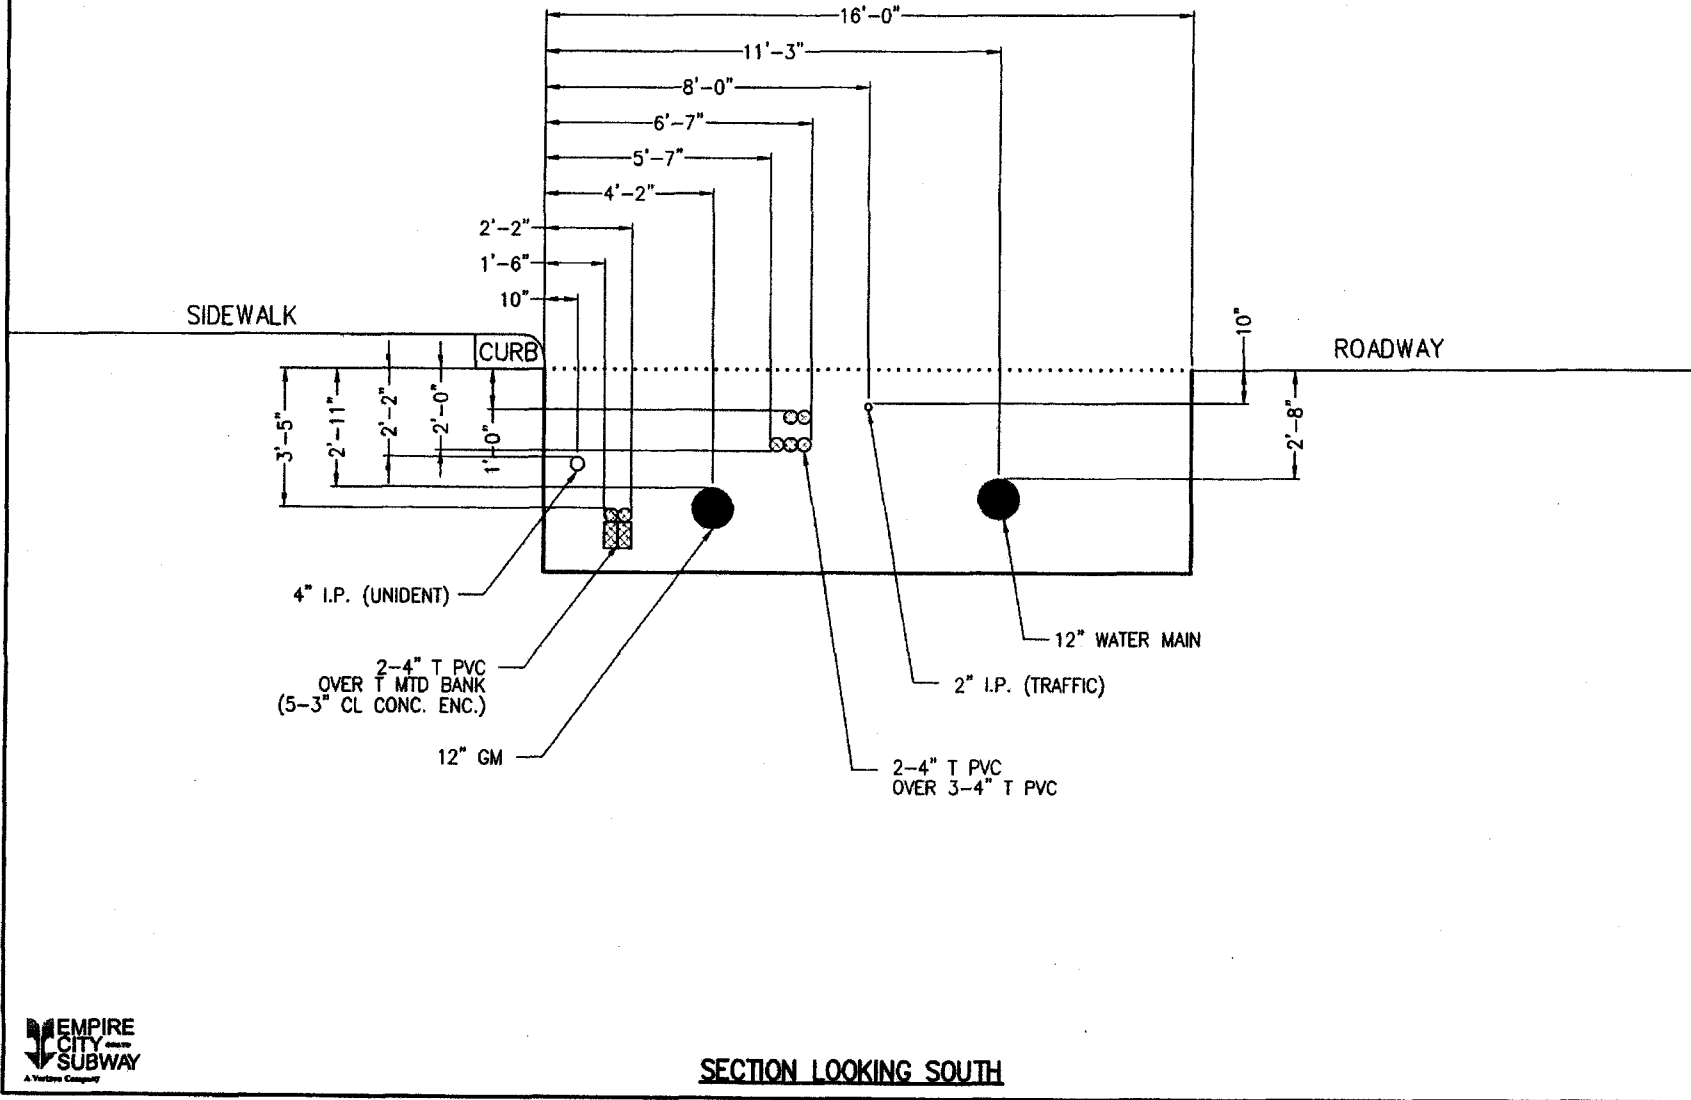 16'-0"
11'-3"
8'-0"
6'-7"
5'-7"
4'-2"
2'-2"
1'-6"
10"
SIDEWALK
CURB
10"
ROADWAY
3'-5"
2'-11"
2'-2"
2'-0"
1'-0"
2'-8"
4" I.P. (UNIDENT)
2-4" T PVC
OVER T MTD BANK
(5-3" CL CONC. ENC.)
12" GM
12" WATER MAIN
2" I.P. (TRAFFIC)
2-4" T PVC
OVER 3-4" T PVC
EMPIRE
CITY
SUBWAY
A Verizon Company
SECTION LOOKING SOUTH